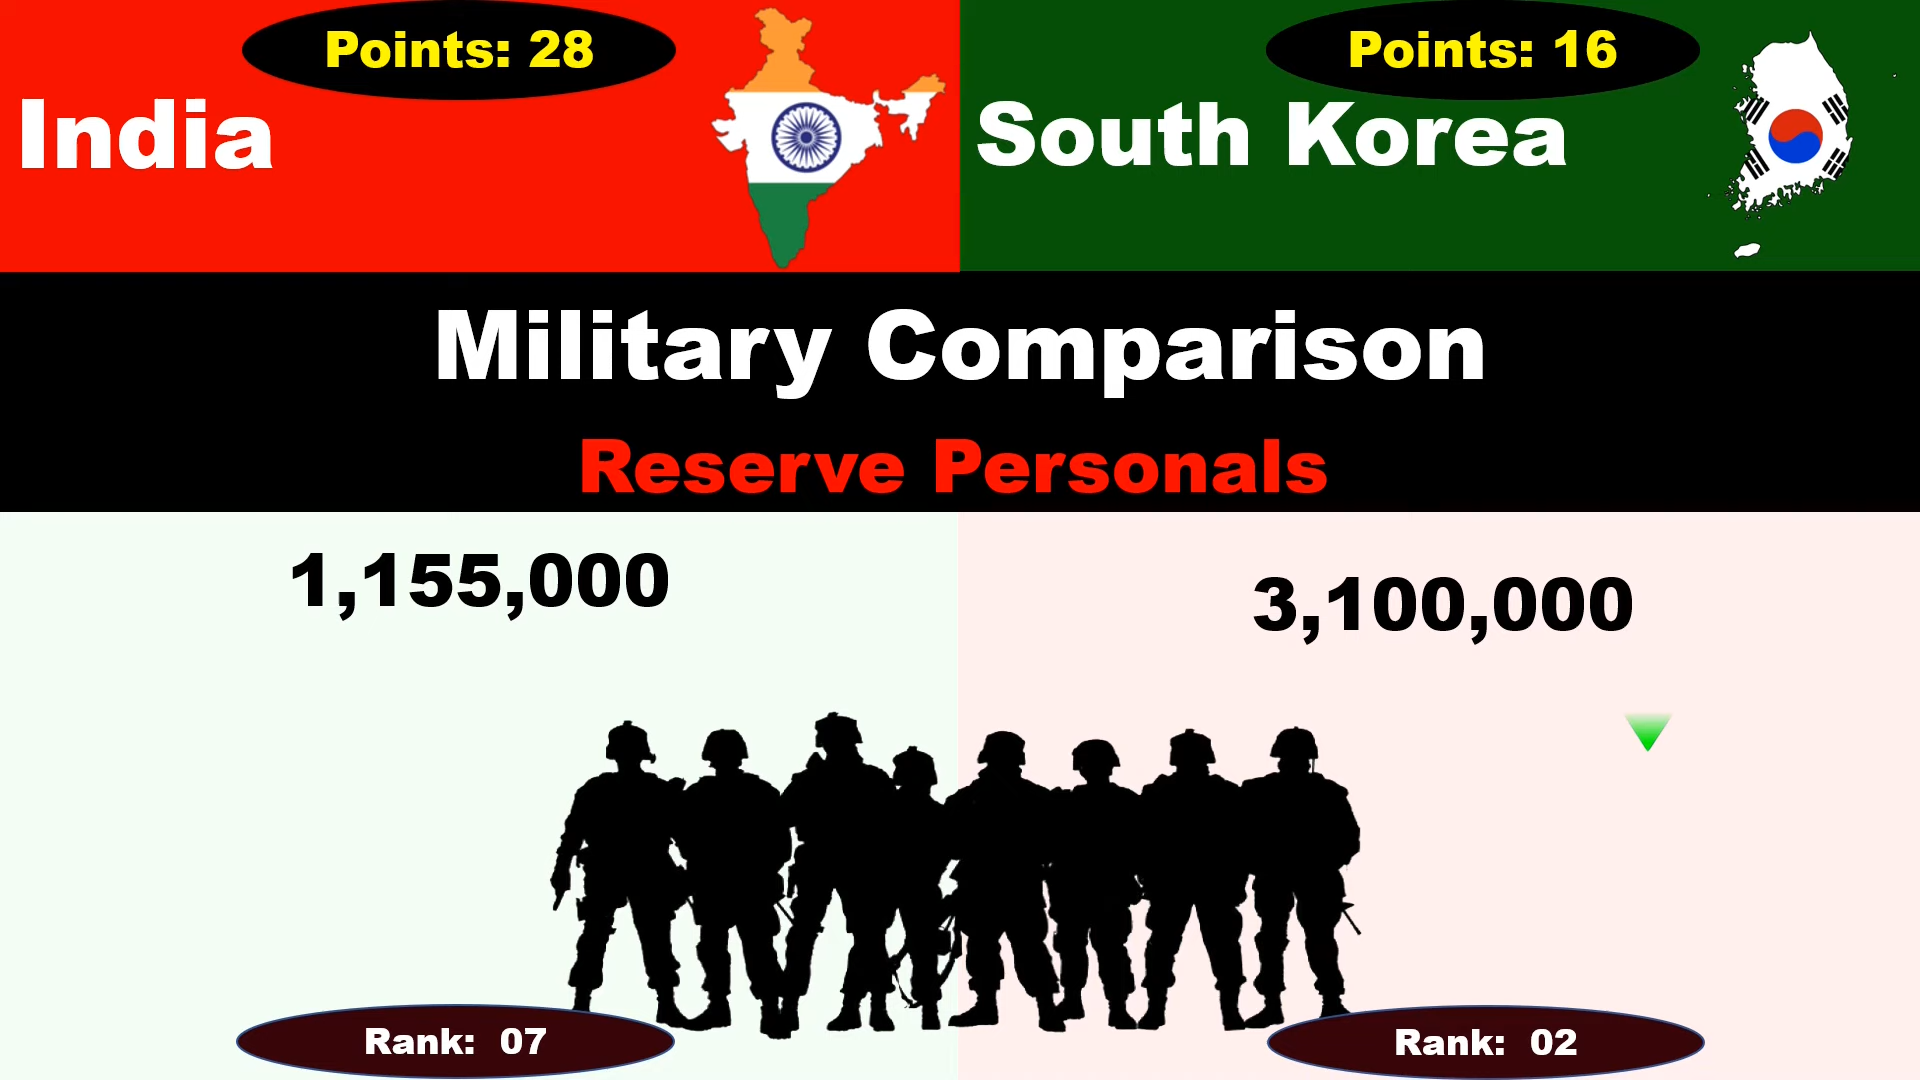 Points: 28
Points: 16
India
South Korea
Military Comparison
Reserve Personals
1,155,000
3,100,000
Rank: 07
Rank: 02